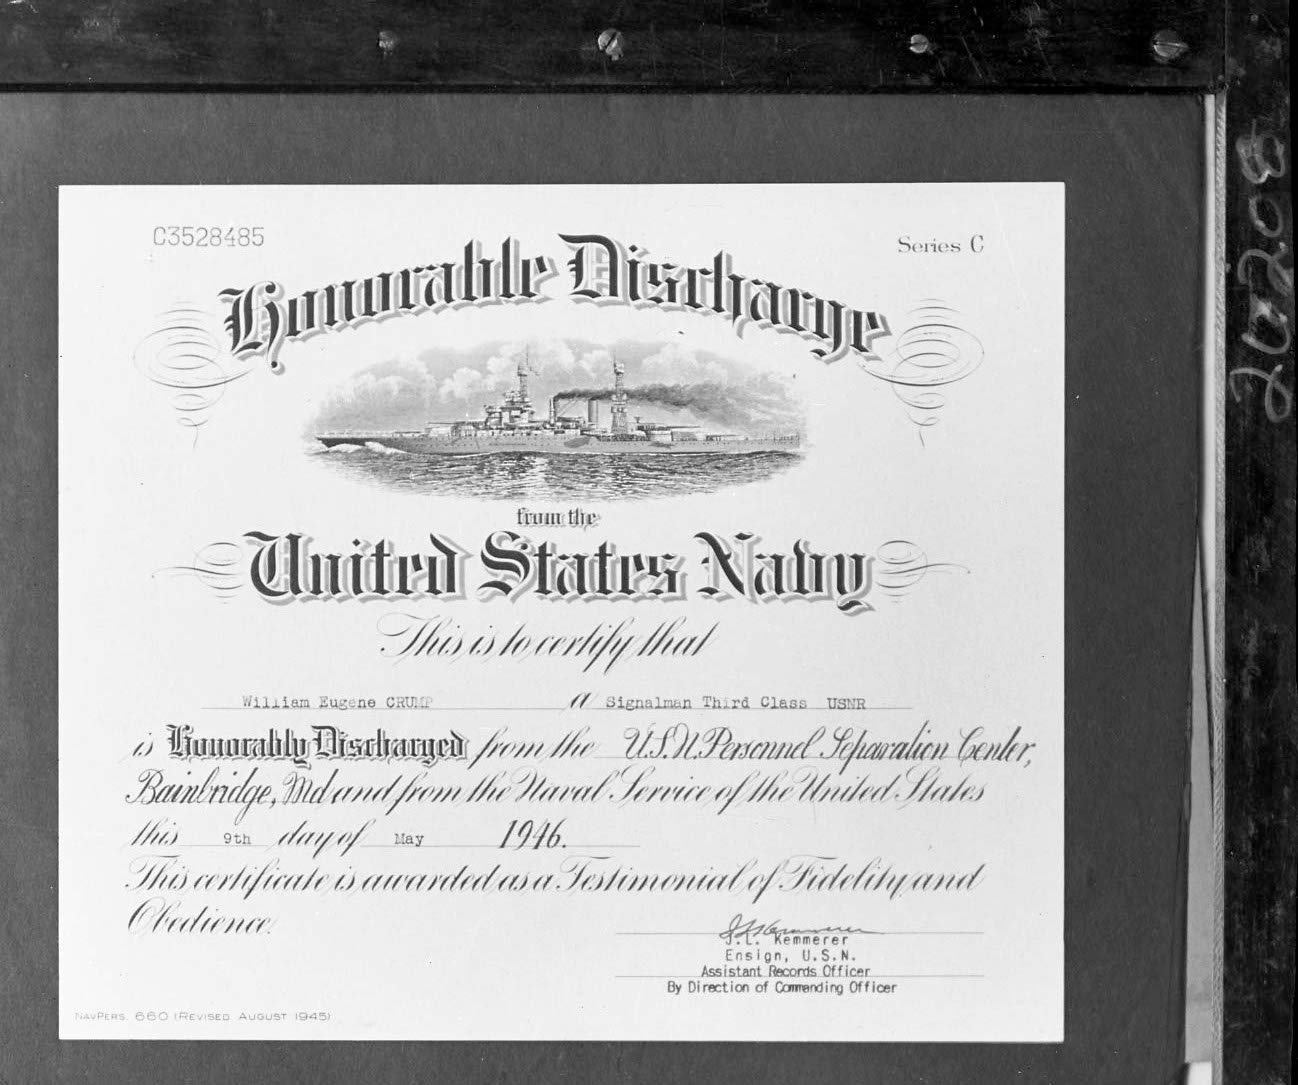 C3528485
Series C
Honorable Discharge
from the
United States Navy
This is to certify that
William Eugene CRUMP a Signalman Third Class USNR
is Honorably Discharged from the U.S.N. Personnel Separation Center,
Bainbridge, Md and from the Naval Service of the United States
this 9th day of May 1946.
This certificate is awarded as a Testimonial of Fidelity and
Obedience.
J.L. Kemmerer
J.L. Kemmerer
Ensign, U.S.N.
Assistant Records Officer
By Direction of Commanding Officer
NavPers. 660 (Revised August 1945)